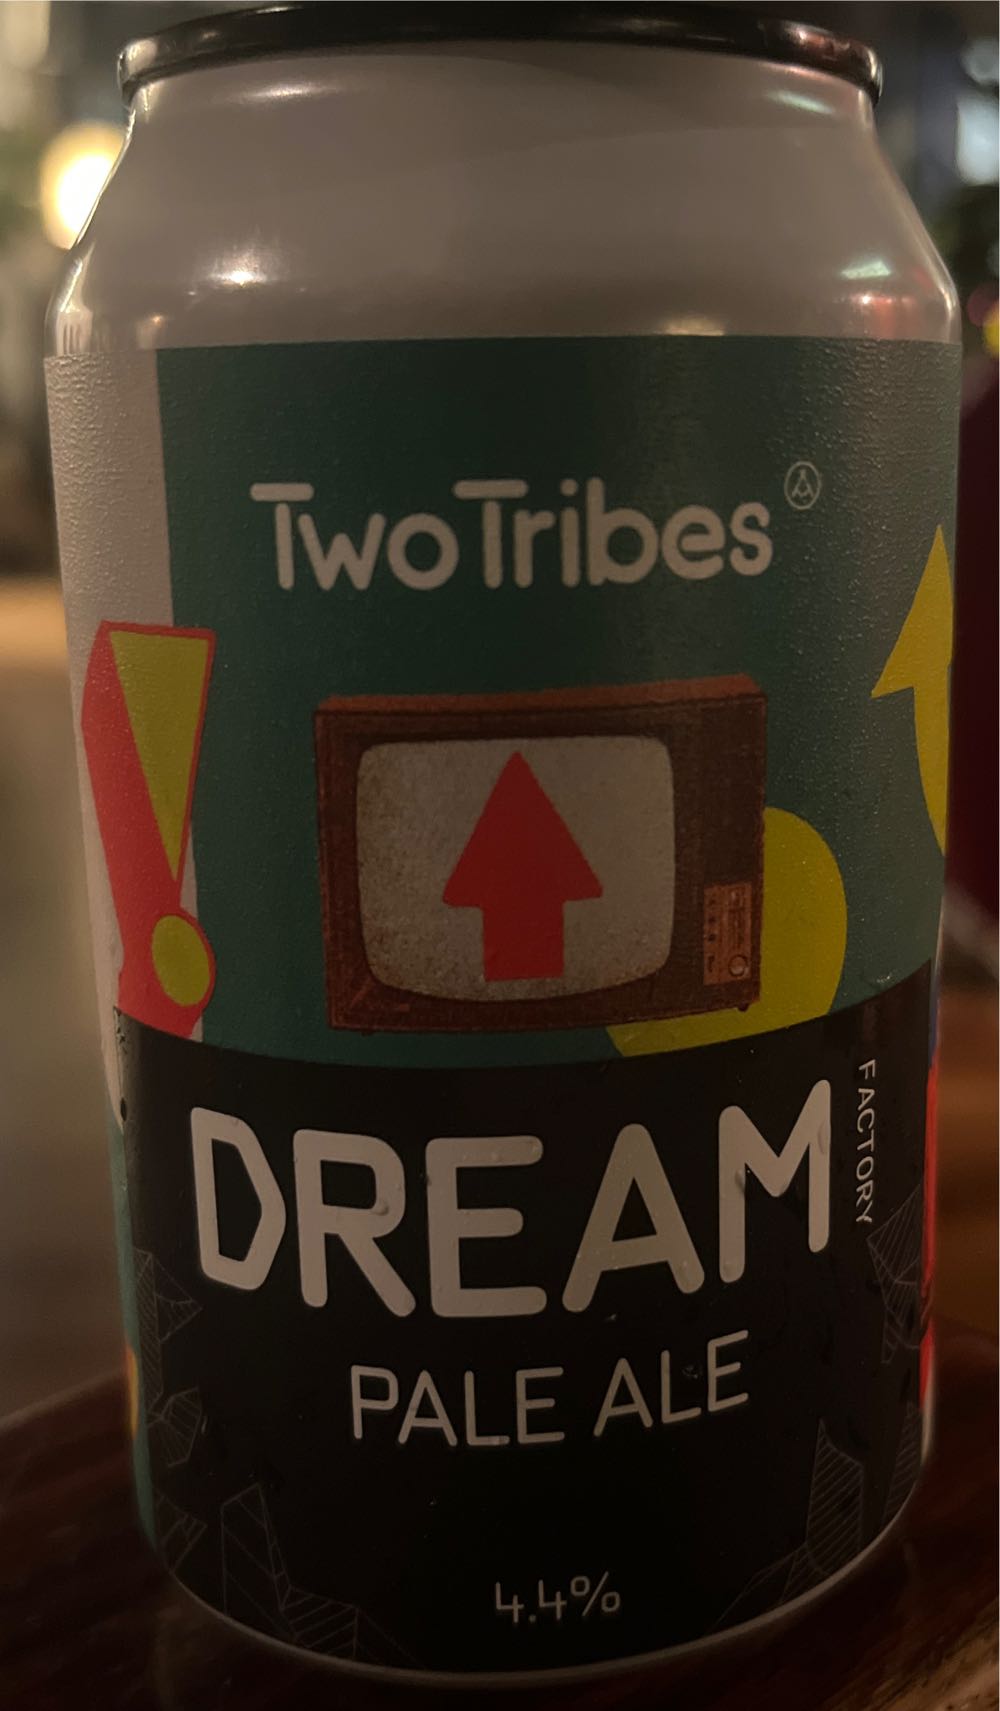 Two Tribes
DREAM
FACTORY
PALE ALE
4.4%